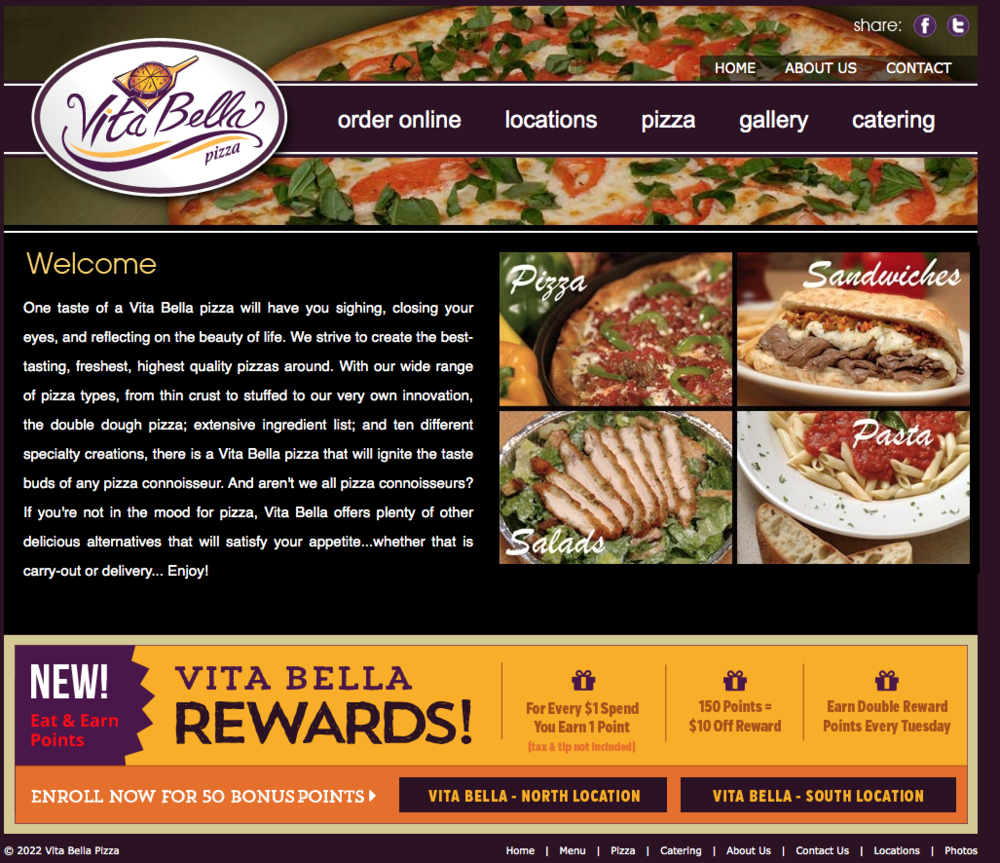 share:
HOME ABOUT US CONTACT
Vita Bella
pizza
order online locations pizza gallery catering
Welcome
One taste of a Vita Bella pizza will have you sighing, closing your
eyes, and reflecting on the beauty of life. We strive to create the best-
tasting, freshest, highest quality pizzas around. With our wide range
of pizza types, from thin crust to stuffed to our very own innovation,
the double dough pizza; extensive ingredient list; and ten different
specialty creations, there is a Vita Bella pizza that will ignite the taste
buds of any pizza connoisseur. And aren't we all pizza connoisseurs?
If you're not in the mood for pizza, Vita Bella offers plenty of other
delicious alternatives that will satisfy your appetite...whether that is
carry-out or delivery... Enjoy!
Pizza
Sandwiches
Salads
Pasta
NEW!
Eat & Earn
Points
VITA BELLA
REWARDS!
For Every $1 Spend
You Earn 1 Point
(tax & tip not included)
150 Points =
$10 Off Reward
Earn Double Reward
Points Every Tuesday
ENROLL NOW FOR 50 BONUS POINTS
VITA BELLA - NORTH LOCATION
VITA BELLA - SOUTH LOCATION
© 2022 Vita Bella Pizza
Home | Menu | Pizza | Catering | About Us | Contact Us | Locations | Photos